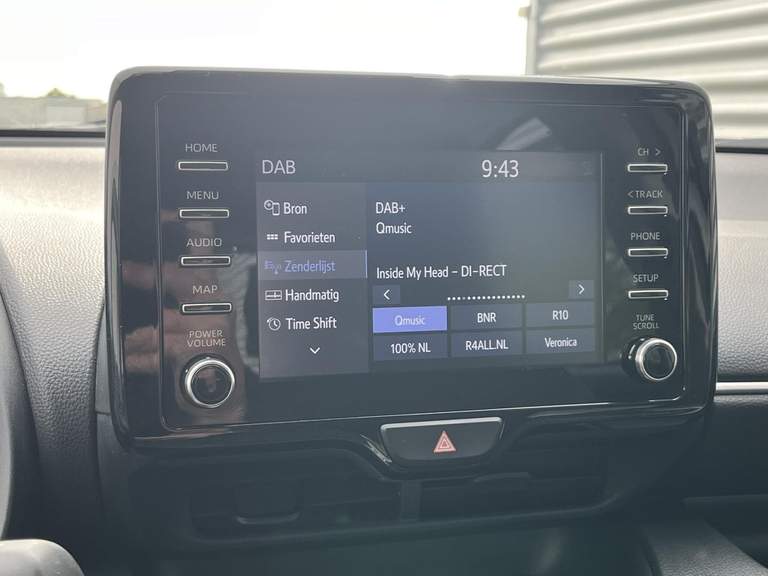 HOME
MENU
AUDIO
MAP
POWER
VOLUME
DAB 9:43
Bron
Favorieten
Zenderlijst
Handmatig
Time Shift
DAB+
Qmusic
Inside My Head – DI-RECT
< >
Qmusic BNR R10
100% NL R4ALL.NL Veronica
CH >
< TRACK
PHONE
SETUP
TUNE
SCROLL